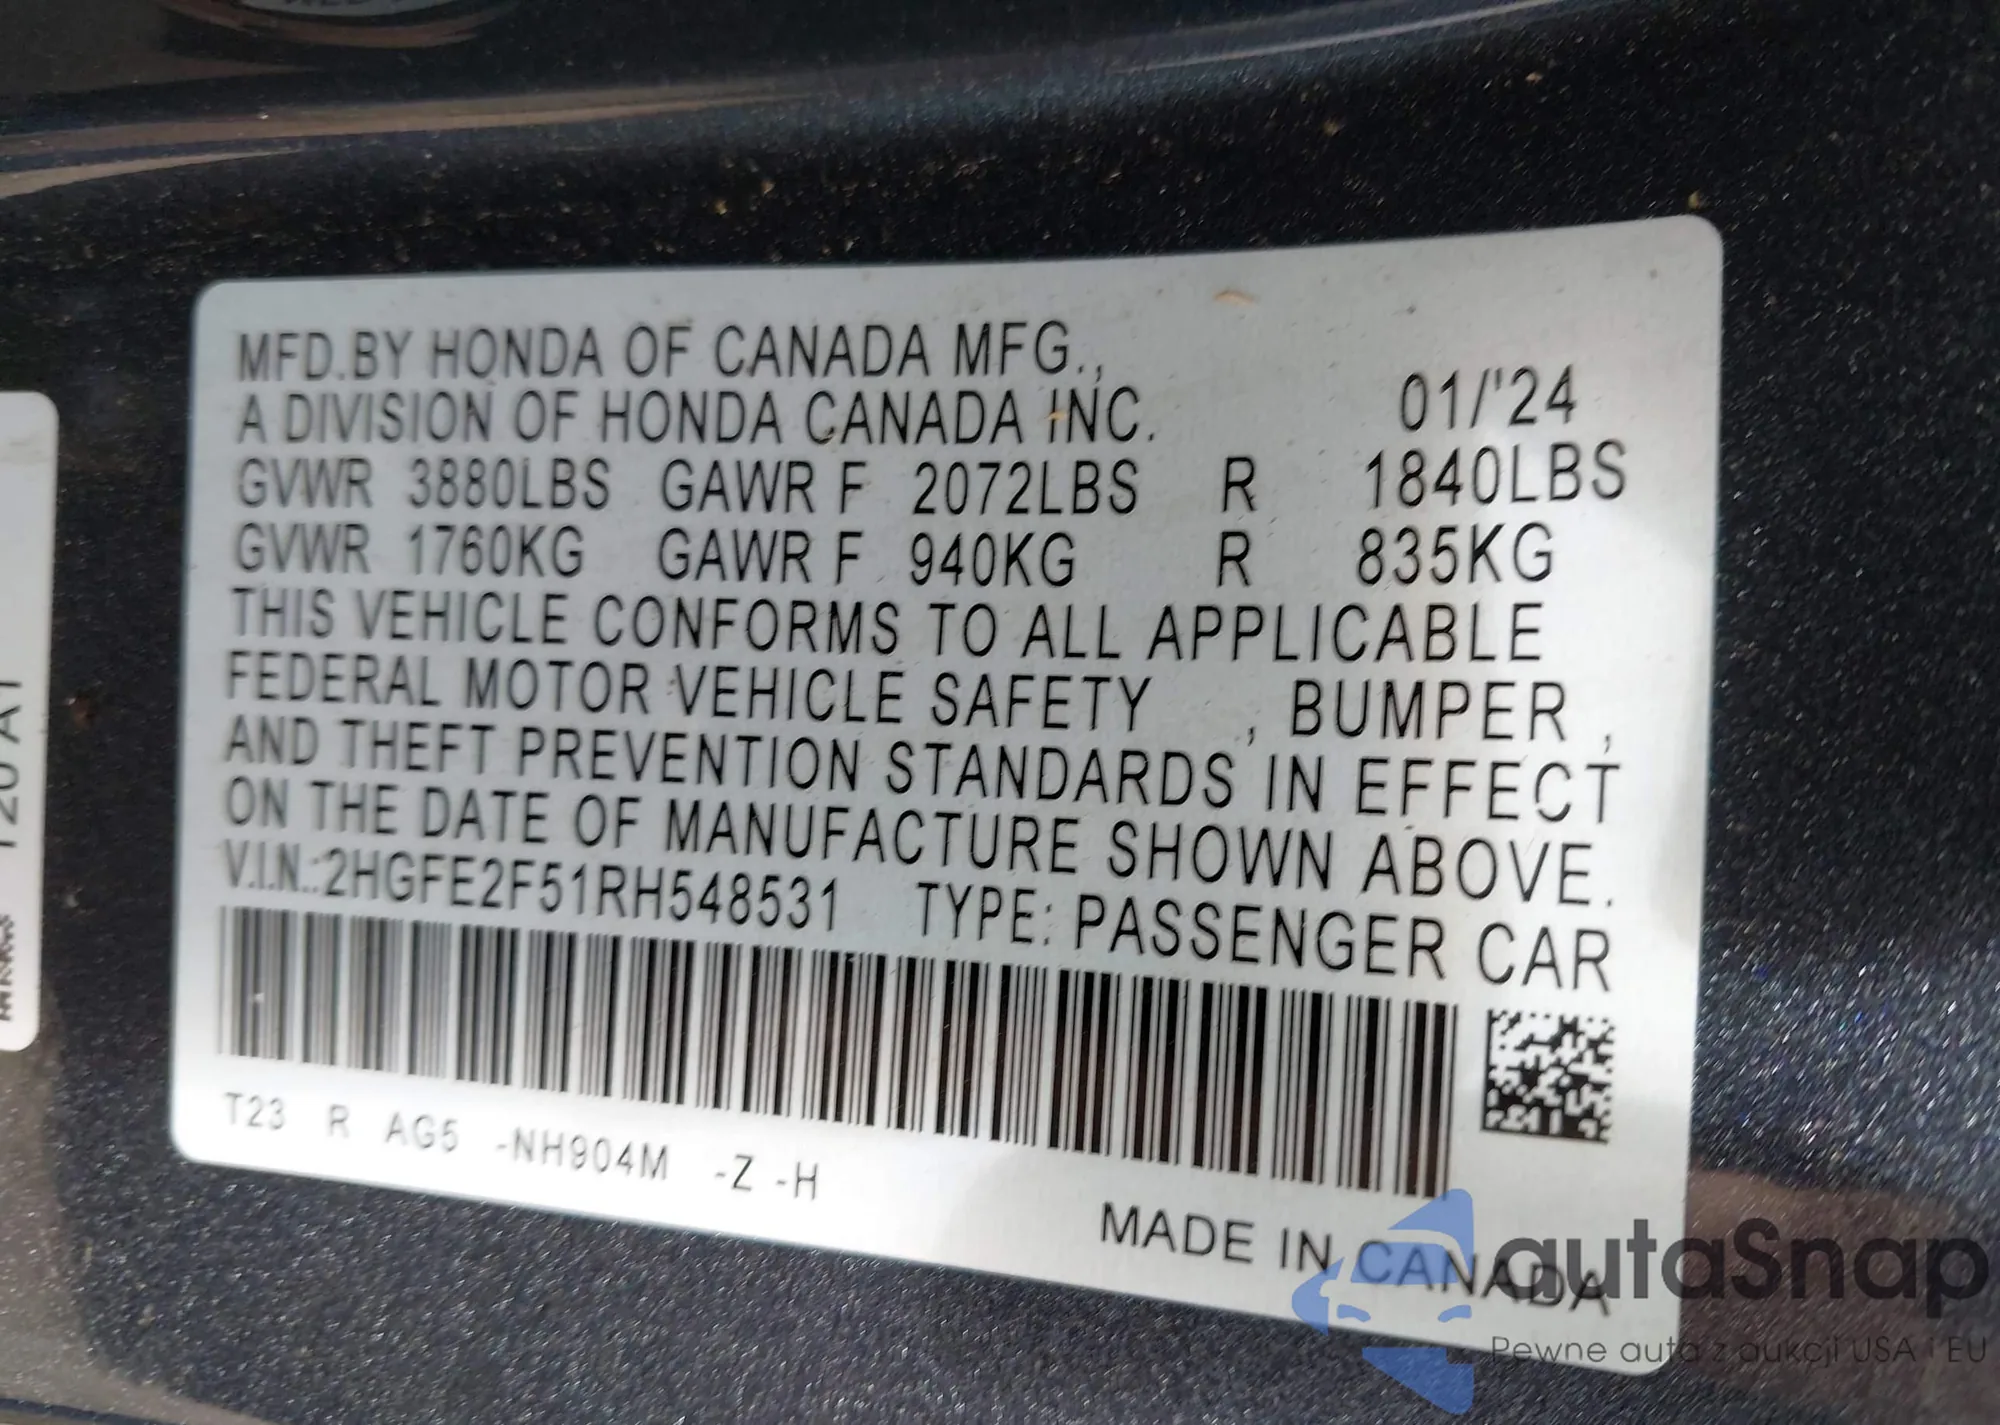 MFD.BY HONDA OF CANADA MFG.,
A DIVISION OF HONDA CANADA INC. 01/'24
GVWR 3880LBS GAWR F 2072LBS R 1840LBS
GVWR 1760KG GAWR F 940KG R 835KG
THIS VEHICLE CONFORMS TO ALL APPLICABLE
FEDERAL MOTOR VEHICLE SAFETY , BUMPER ,
AND THEFT PREVENTION STANDARDS IN EFFECT
ON THE DATE OF MANUFACTURE SHOWN ABOVE.
V.I.N.:2HGFE2F51RH548531 TYPE: PASSENGER CAR
T23 R AG5 -NH904M -Z -H
MADE IN CANADA
autaSnap
Pewne auta z aukcji USA i EU
120 A1